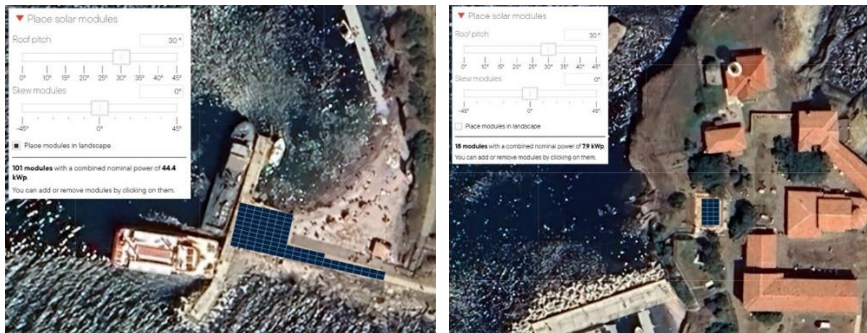 Place solar modules
Roof pitch
30 °
0° 5° 10° 15° 20° 25° 30° 35° 40° 45°
Skew modules
0°
-45° 0° 45°
Place modules in landscape
101 modules with a combined nominal power of 44.4
kWp.
You can add or remove modules by clicking on them.
Place solar modules
Roof pitch
30 °
0° 5° 10° 15° 20° 25° 30° 35° 40° 45°
Skew modules
0°
-45° 0° 45°
Place modules in landscape
18 modules with a combined nominal power of 7.9 kWp.
You can add or remove modules by clicking on them.